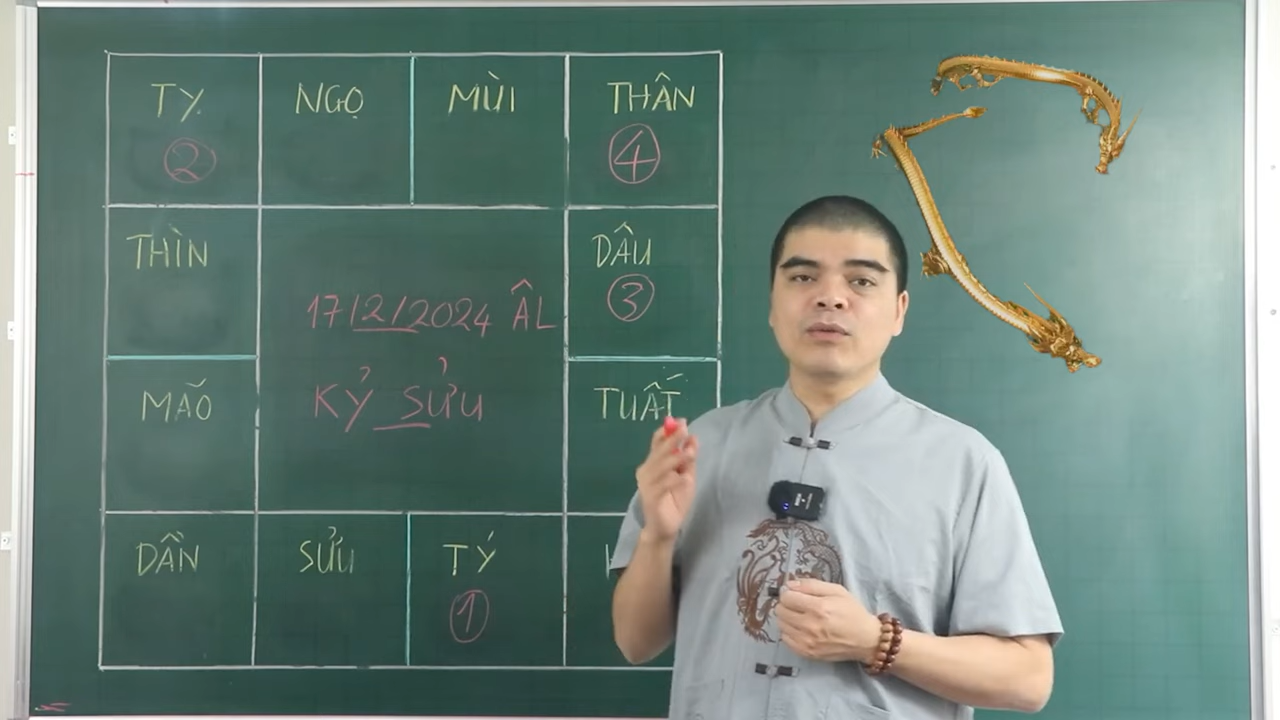 TỴ NGỌ MÙI THÂN
2 4
THÌN DẬU
3
17/2/2024 ÂL
MÃO KỶ SỬU TUẤT
DẦN SỬU TÝ
1